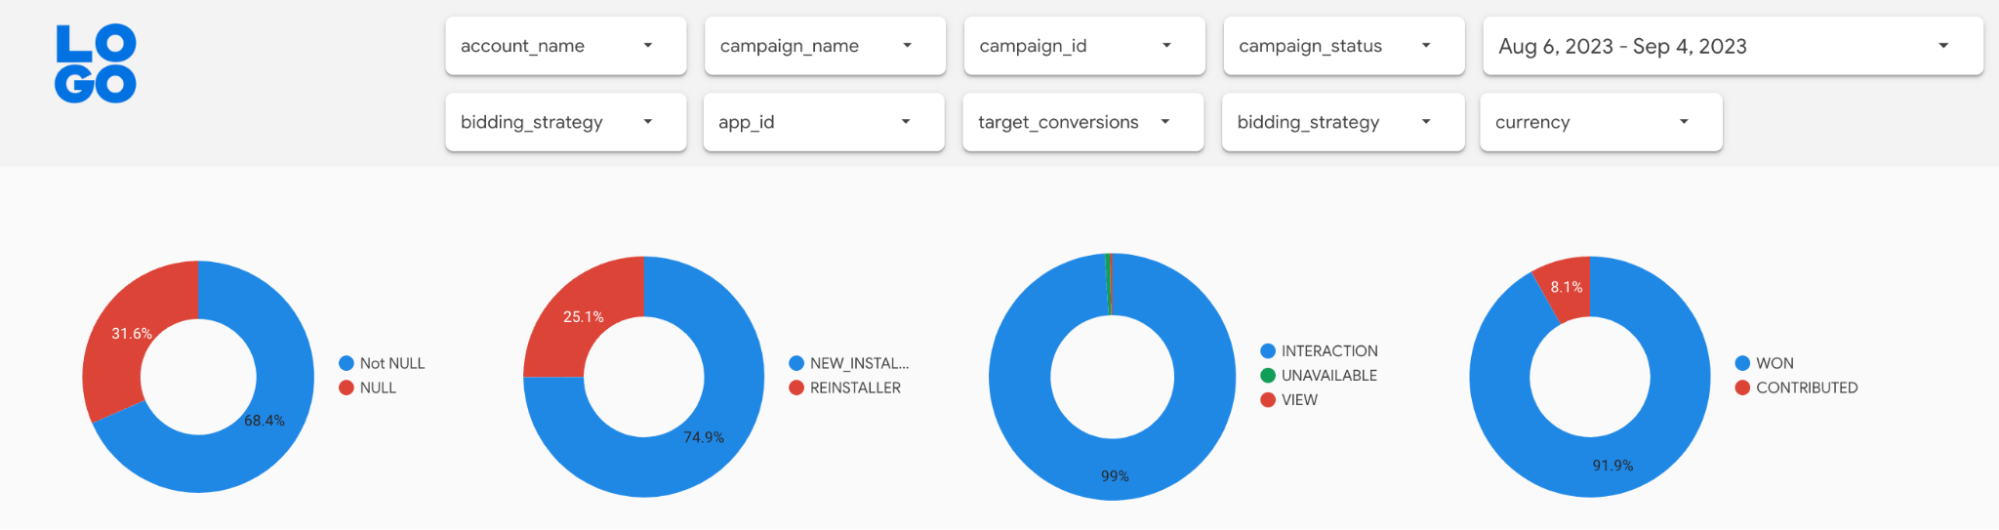 LO
GO
account_name
campaign_name
campaign_id
campaign_status
Aug 6, 2023 - Sep 4, 2023
bidding_strategy
app_id
target_conversions
bidding_strategy
currency
31.6%
68.4%
Not NULL
NULL
25.1%
74.9%
NEW_INSTAL...
REINSTALLER
99%
INTERACTION
UNAVAILABLE
VIEW
8.1%
91.9%
WON
CONTRIBUTED